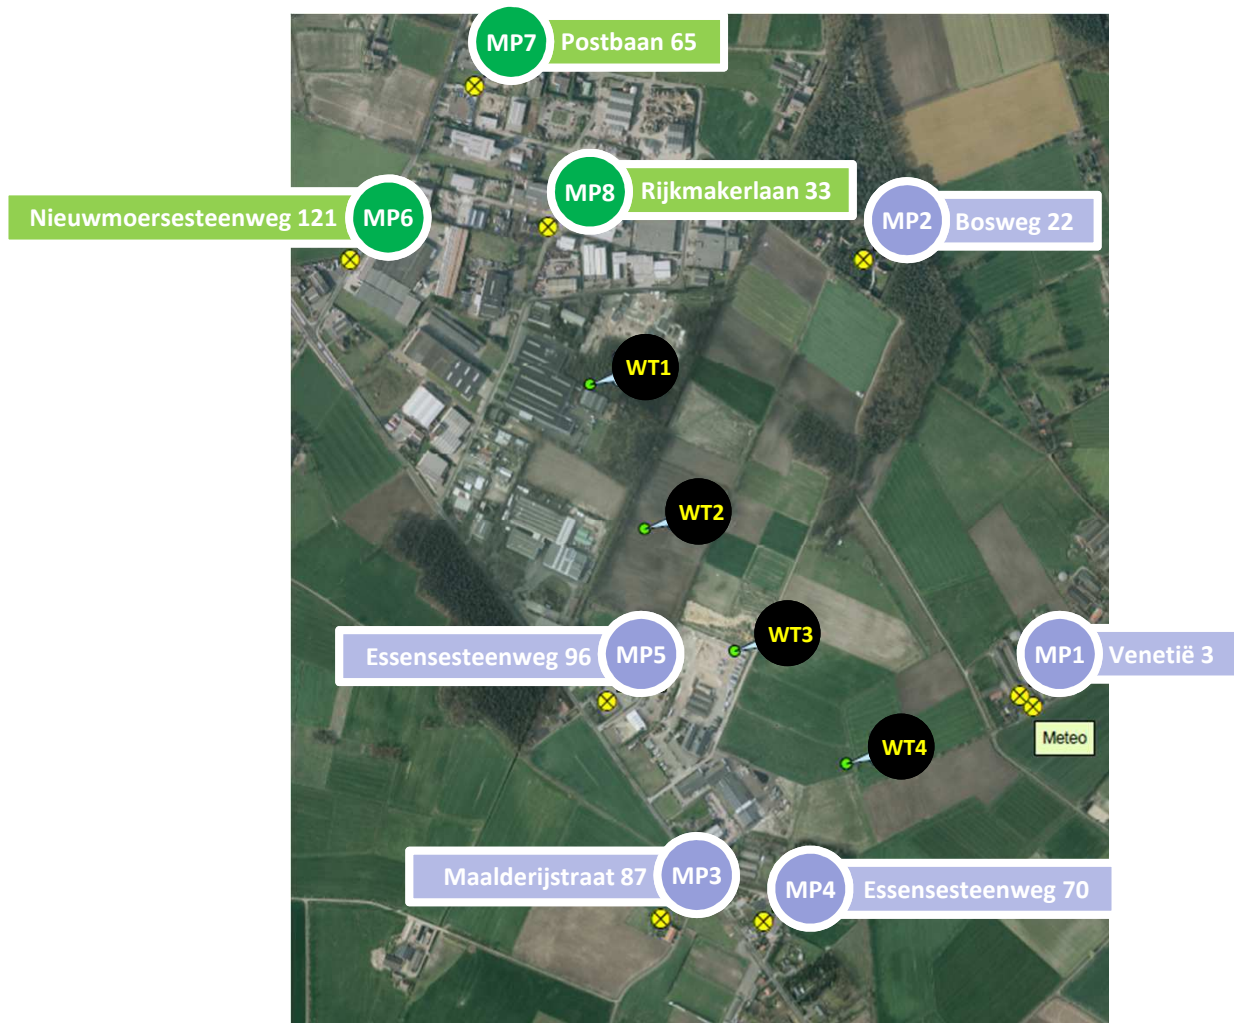 MP7 Postbaan 65
MP8 Rijkmakerlaan 33
Nieuwmoersesteenweg 121 MP6
MP2 Bosweg 22
WT1
WT2
WT3
Essensesteenweg 96 MP5
MP1 Venetië 3
Meteo
WT4
Maalderijstraat 87 MP3
MP4 Essensesteenweg 70